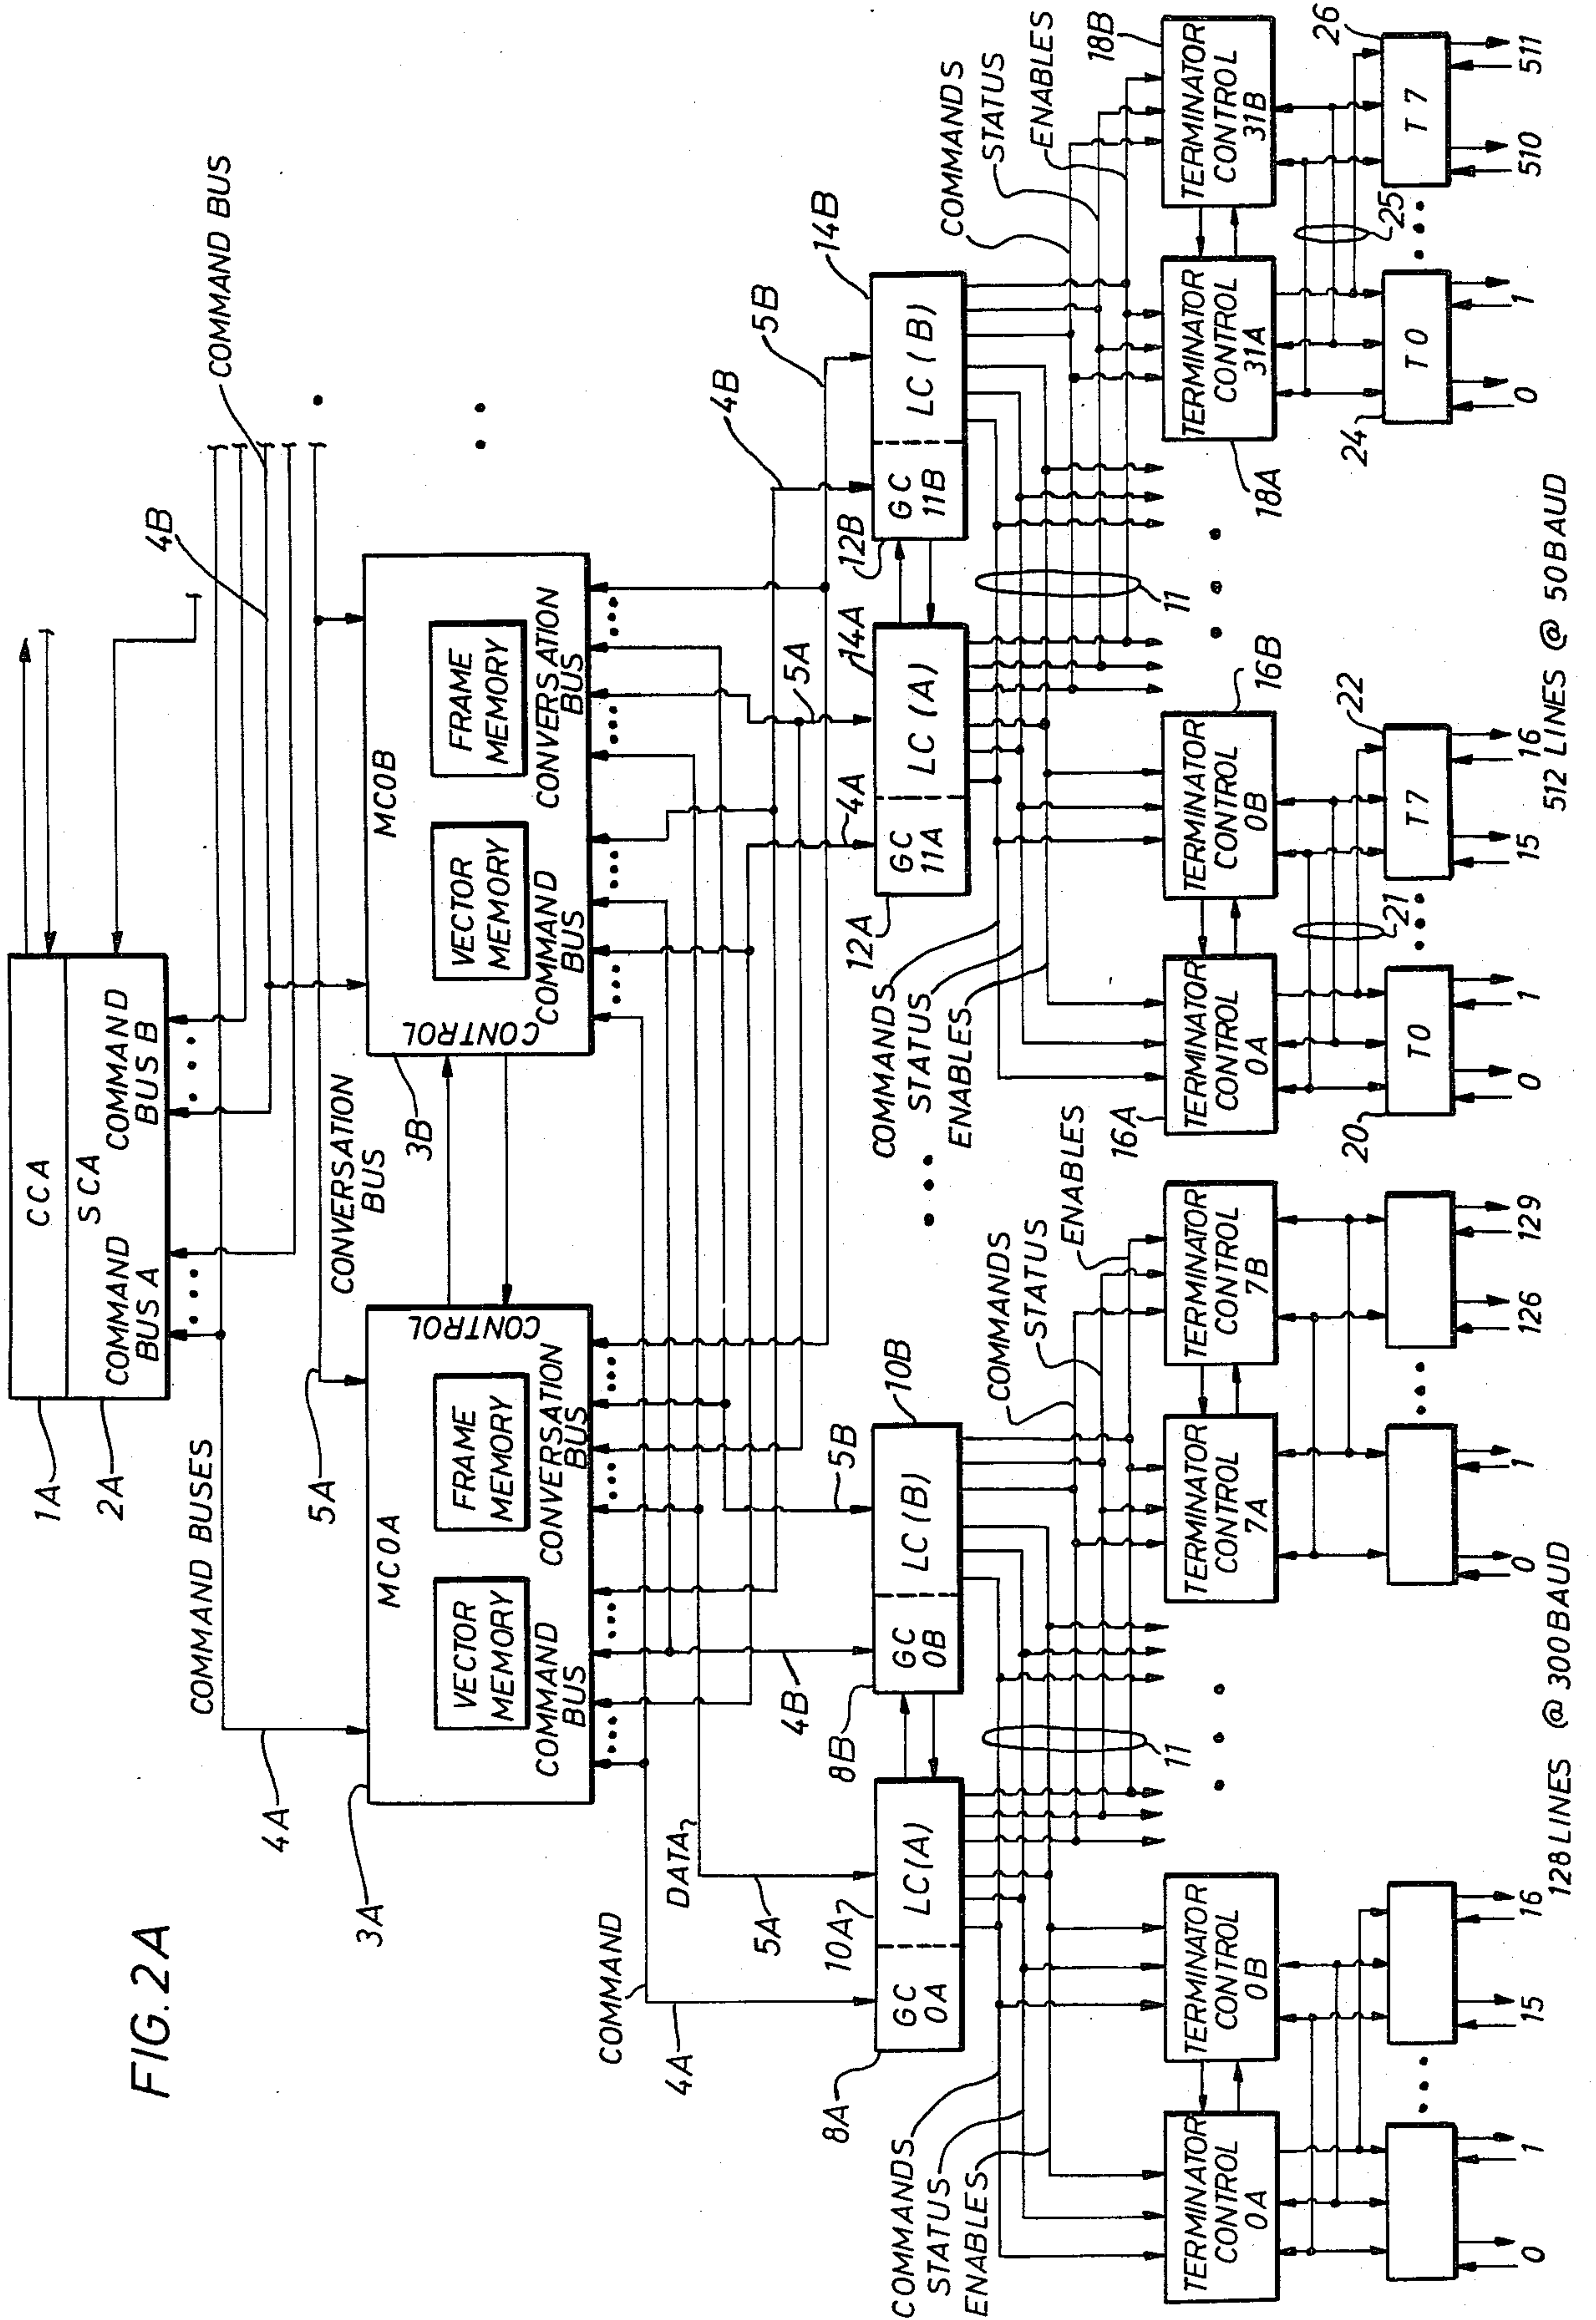 FIG. 2A
1A
2A
CCA
SCA
COMMAND
BUS A
COMMAND
BUS B
COMMAND BUSES
4A
5A
CONVERSATION
BUS
4B
COMMAND BUS
3A
MC0A
VECTOR
MEMORY
FRAME
MEMORY
COMMAND
BUS
CONVERSATION
BUS
CONTROL
3B
MC0B
CONTROL
VECTOR
MEMORY
FRAME
MEMORY
COMMAND
BUS
CONVERSATION
BUS
COMMAND
4A
DATA
5A
4B
5B
4A
5A
4B
5B
8A
GC
0A
10A
LC(A)
8B
GC
0B
LC(B)
10B
12A
GC
11A
14A
LC(A)
12B
GC
11B
LC(B)
14B
COMMANDS
STATUS
ENABLES
11
COMMANDS
STATUS
ENABLES
COMMANDS
STATUS
ENABLES
11
COMMANDS
STATUS
ENABLES
TERMINATOR
CONTROL
0A
TERMINATOR
CONTROL
0B
TERMINATOR
CONTROL
7A
TERMINATOR
CONTROL
7B
16A
TERMINATOR
CONTROL
0A
TERMINATOR
CONTROL
0B
16B
18A
TERMINATOR
CONTROL
31A
TERMINATOR
CONTROL
31B
18B
20
T0
21
T7
22
24
T0
25
T7
26
0
1
15
16
0
1
126
129
0
1
15
16
0
1
510
511
128 LINES @ 300 BAUD
512 LINES @ 50 BAUD